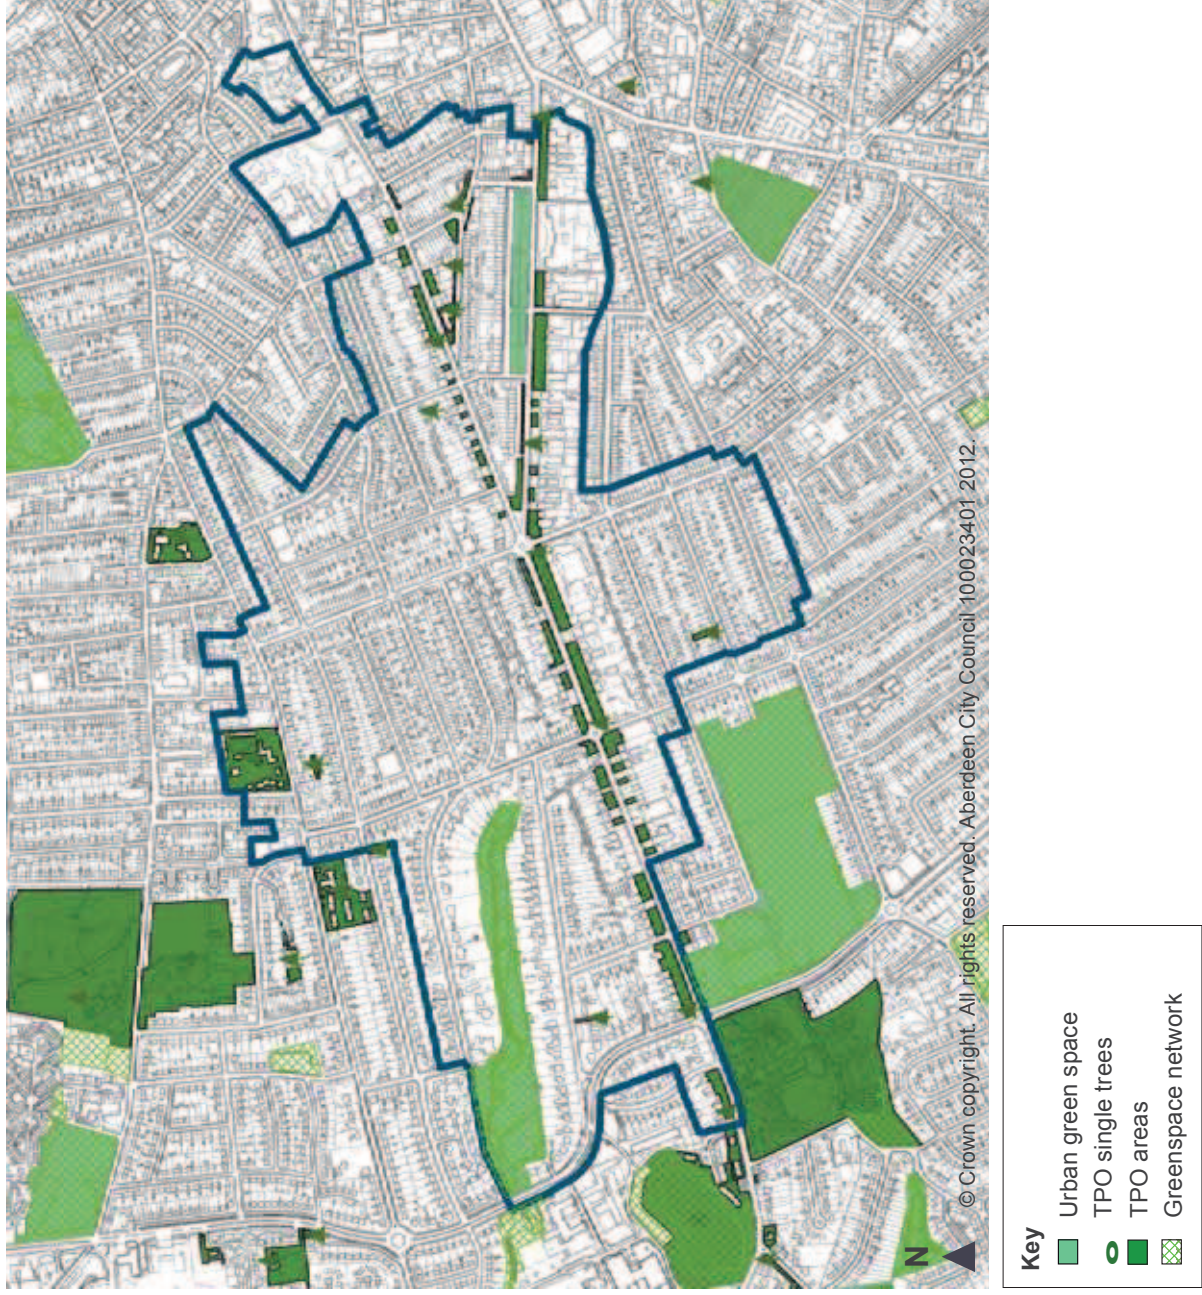 © Crown copyright. All rights reserved. Aberdeen City Council 100023401 2012.
N
Key
Urban green space
TPO single trees
TPO areas
Greenspace network